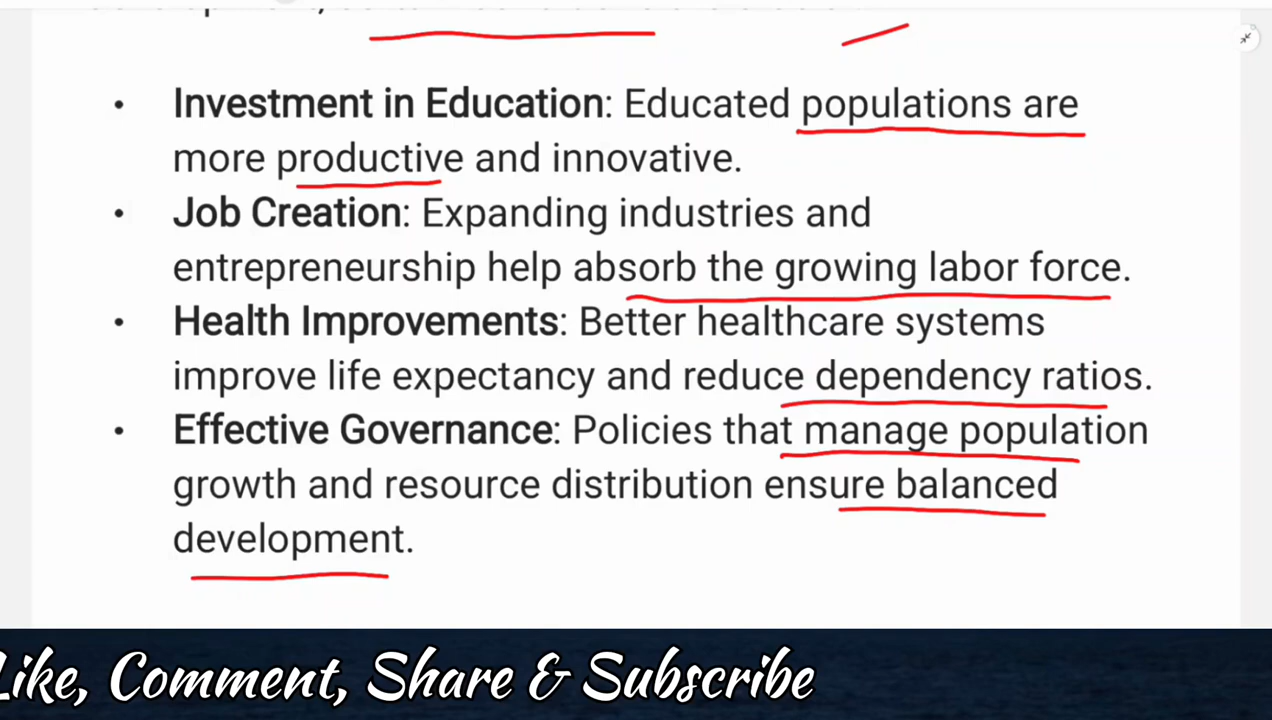 • Investment in Education: Educated populations are
more productive and innovative.
• Job Creation: Expanding industries and
entrepreneurship help absorb the growing labor force.
• Health Improvements: Better healthcare systems
improve life expectancy and reduce dependency ratios.
• Effective Governance: Policies that manage population
growth and resource distribution ensure balanced
development.
Like, Comment, Share & Subscribe